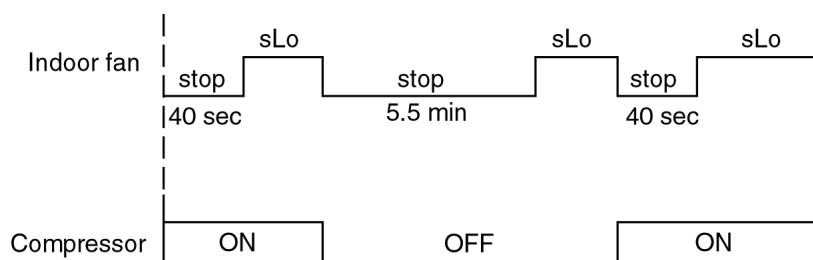 sLo sLo sLo
Indoor fan
stop stop stop
40 sec 5.5 min 40 sec
Compressor ON OFF ON